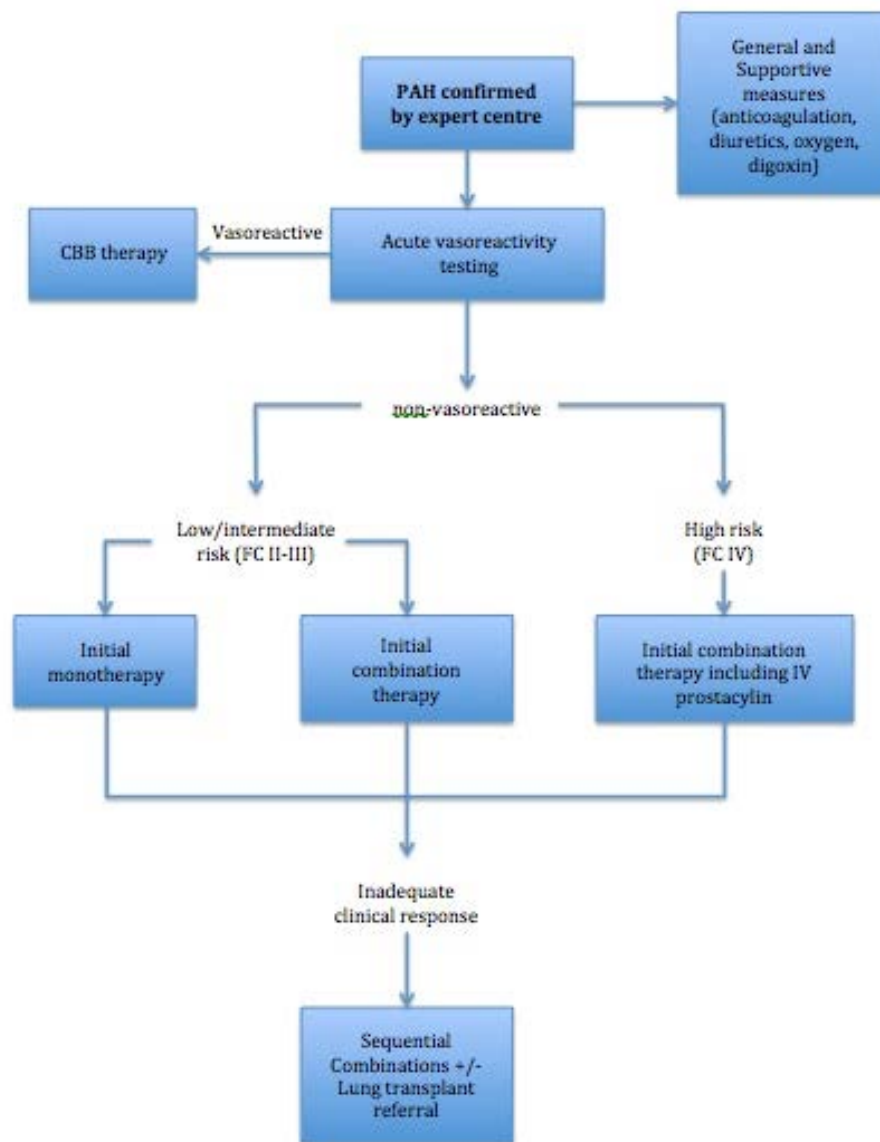 PAH confirmed
by expert centre
General and
Supportive
measures
(anticoagulation,
diuretics, oxygen,
digoxin)
CBB therapy
Vasoreactive
Acute vasoreactivity
testing
non-vasoreactive
Low/intermediate
risk (FC II-III)
High risk
(FC IV)
Initial
monotherapy
Initial
combination
therapy
Initial combination
therapy including IV
prostacylin
Inadequate
clinical response
Sequential
Combinations +/-
Lung transplant
referral